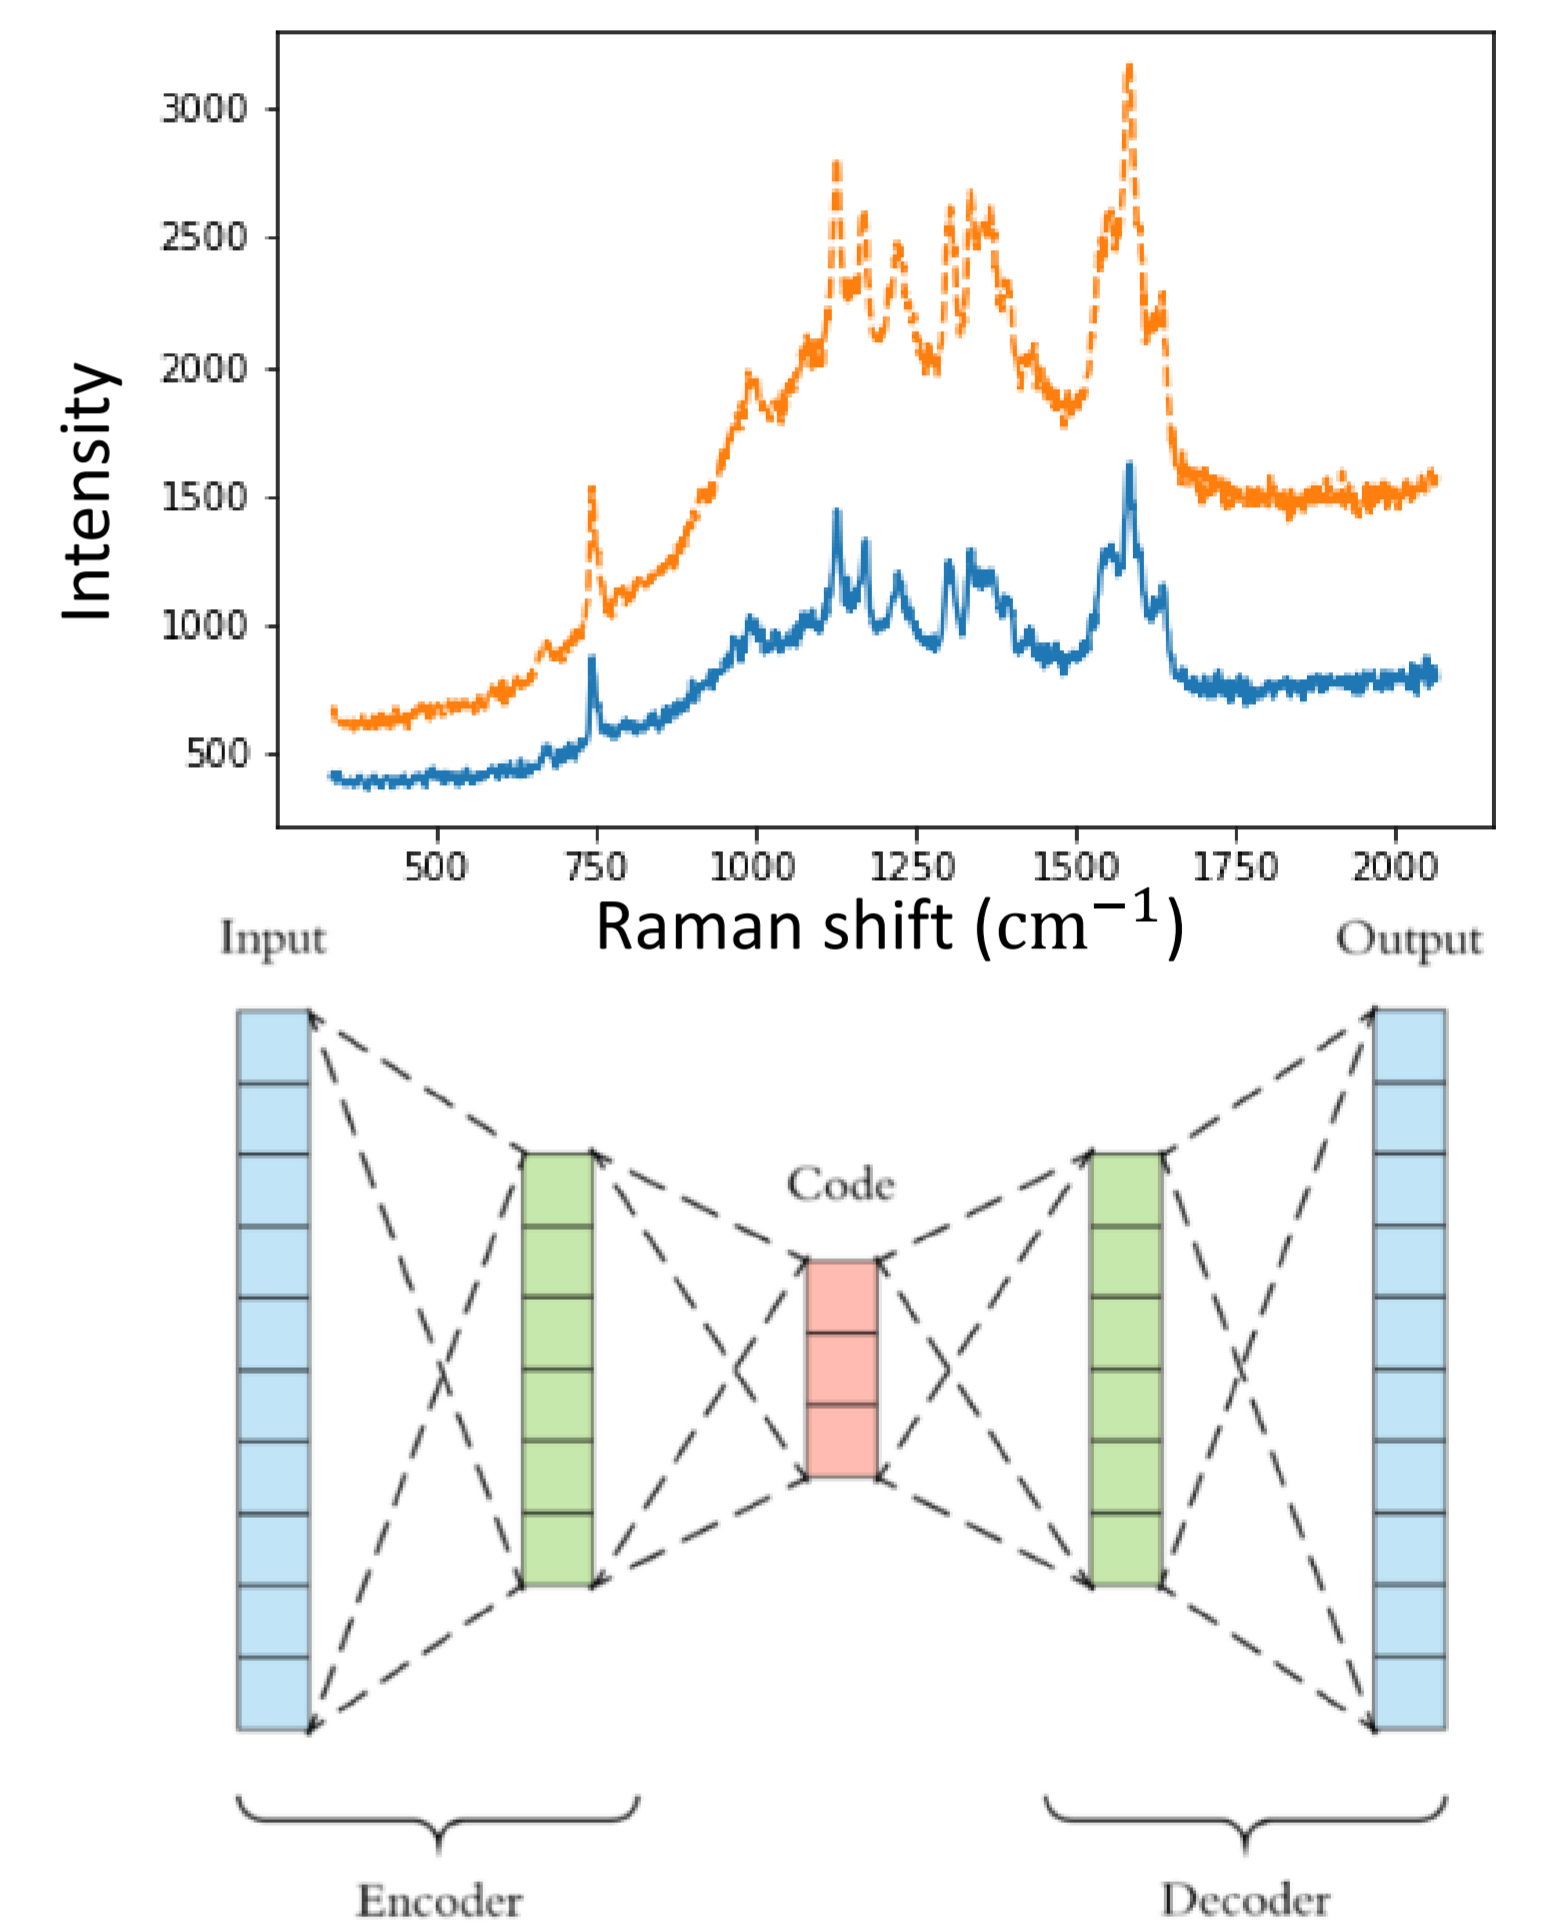 3000
2500
2000
1500
1000
500
Intensity
500 750 1000 1250 1500 1750 2000
Raman shift (cm⁻¹)
Input
Output
Code
Encoder
Decoder